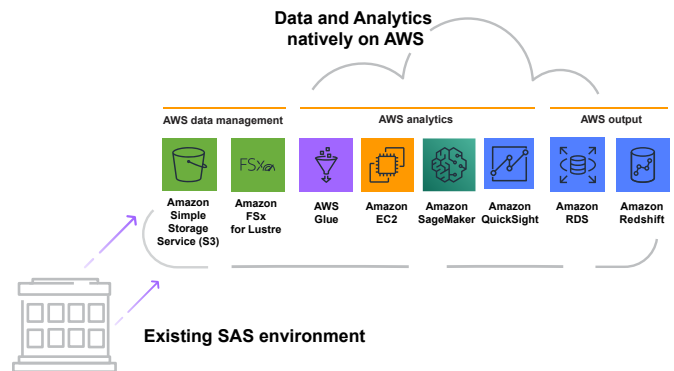 Data and Analytics
natively on AWS
AWS data management
AWS analytics
AWS output
FSx
Amazon
Simple
Storage
Service (S3)
Amazon
FSx
for Lustre
AWS
Glue
Amazon
EC2
Amazon
SageMaker
Amazon
QuickSight
Amazon
RDS
Amazon
Redshift
Existing SAS environment